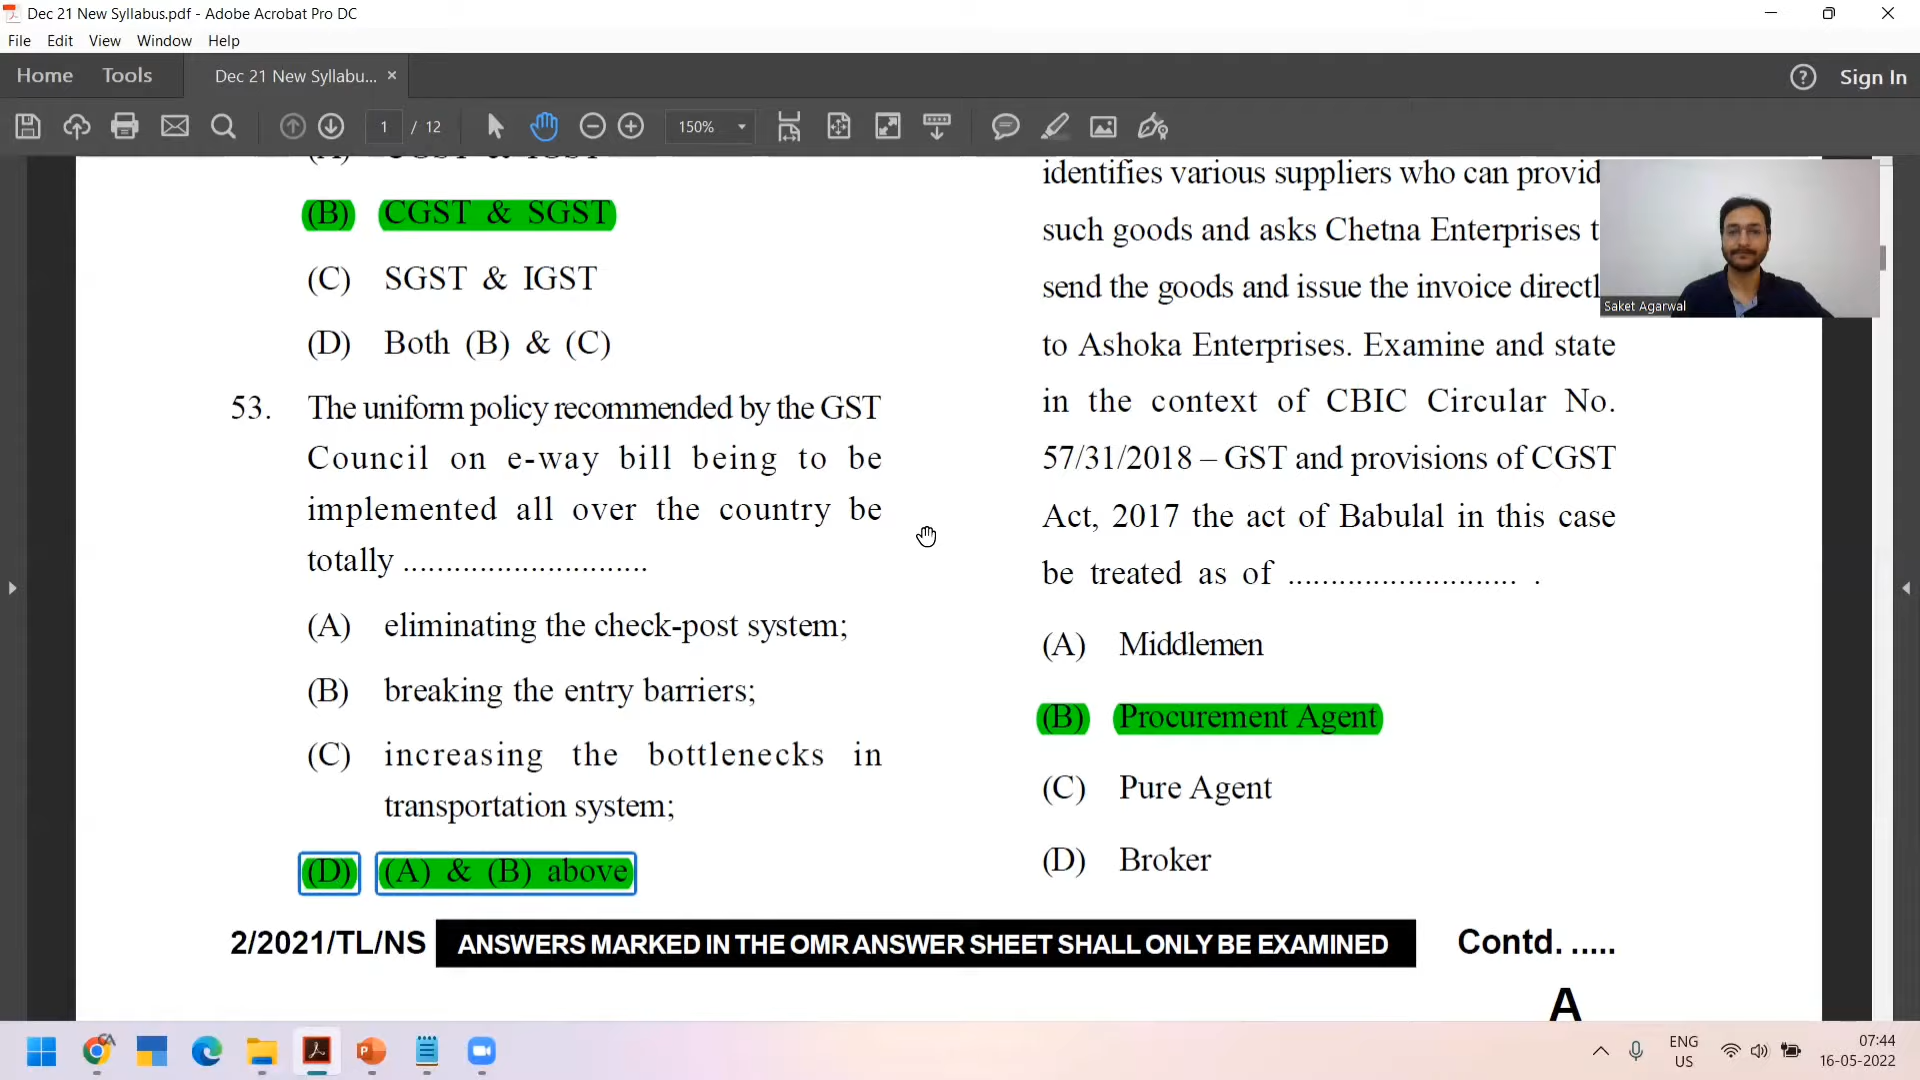 Dec 21 New Syllabus.pdf - Adobe Acrobat Pro DC
File Edit View Window Help
Home Tools Dec 21 New Syllabu... × Sign In
1 / 12 150%
(B) CGST & SGST
(C) SGST & IGST
(D) Both (B) & (C)
53. The uniform policy recommended by the GST
Council on e-way bill being to be
implemented all over the country be
totally .............................
(A) eliminating the check-post system;
(B) breaking the entry barriers;
(C) increasing the bottlenecks in
transportation system;
(D) (A) & (B) above
identifies various suppliers who can provid
such goods and asks Chetna Enterprises t
send the goods and issue the invoice directl
to Ashoka Enterprises. Examine and state
in the context of CBIC Circular No.
57/31/2018 – GST and provisions of CGST
Act, 2017 the act of Babulal in this case
be treated as of ........................... .
(A) Middlemen
(B) Procurement Agent
(C) Pure Agent
(D) Broker
Saket Agarwal
2/2021/TL/NS ANSWERS MARKED IN THE OMR ANSWER SHEET SHALL ONLY BE EXAMINED Contd. .....
A
ENG
US
07:44
16-05-2022